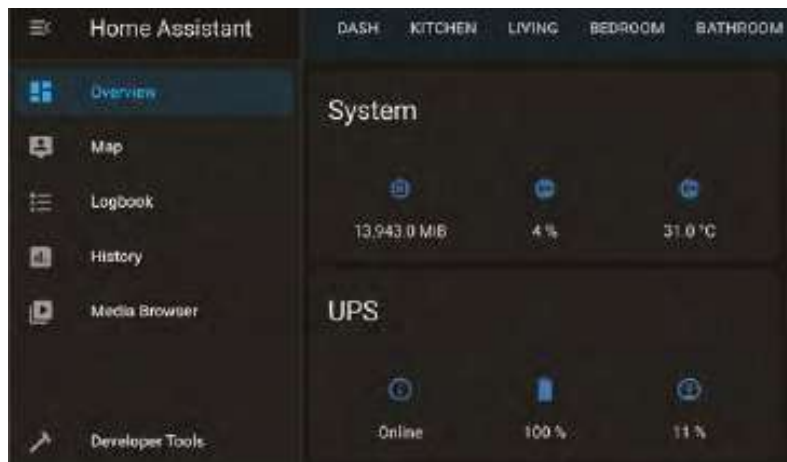 Home Assistant
DASH KITCHEN LIVING BEDROOM BATHROOM
Overview
Map
Logbook
History
Media Browser
Developer Tools
System
13,943.0 MiB 4 % 31.0 °C
UPS
Online 100 % 11 %